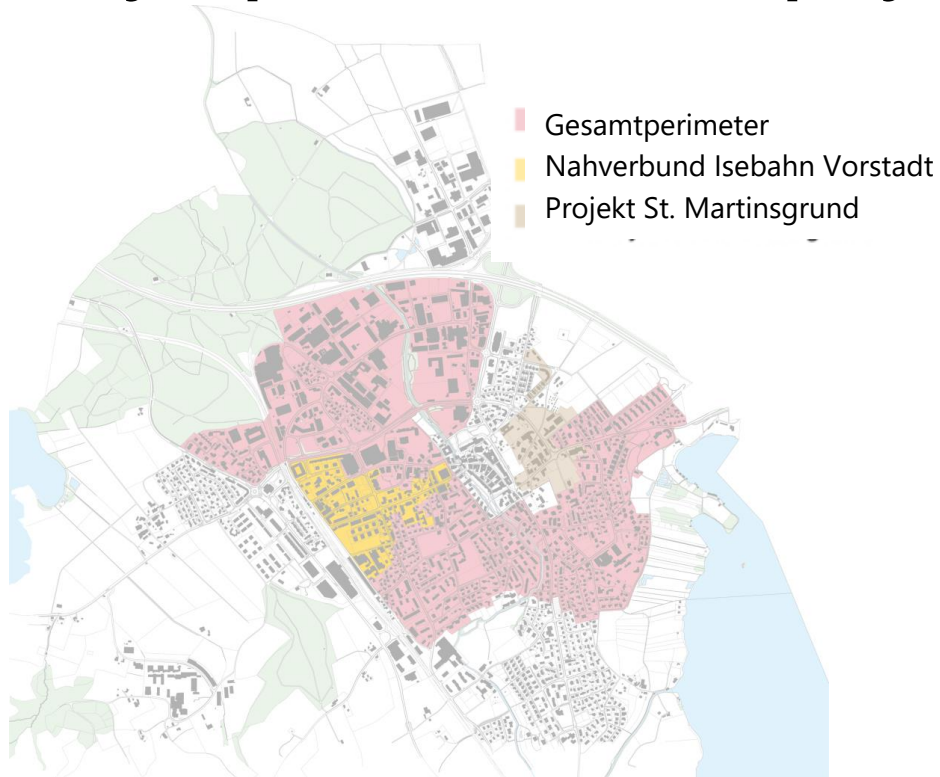 Gesamtperimeter
Nahverbund Isebahn Vorstadt
Projekt St. Martinsgrund